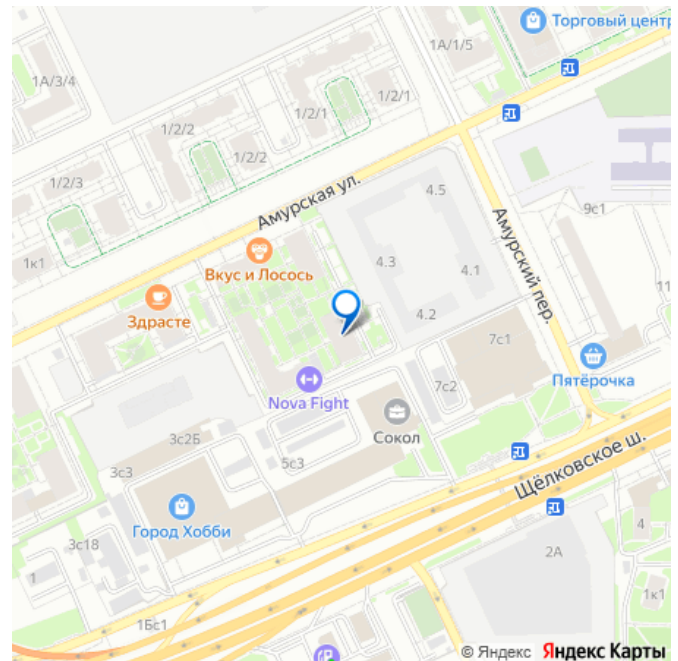 Торговый центр
1А/1/5
1А/3/4
1/2/1
1/2/1
1/2/2
1/2/2
1/2/3
Амурская ул.
4.5
9с1
Амурский пер.
4.3
4.1
1к1
Вкус и Лосось
Здрасте
4.2
7с1
11
Пятёрочка
7с2
Nova Fight
Сокол
3с2Б
5с3
3с3
Щёлковское ш.
Город Хобби
3с18
2А
4
1
1к1
1Бс1
© Яндекс Яндекс Карты